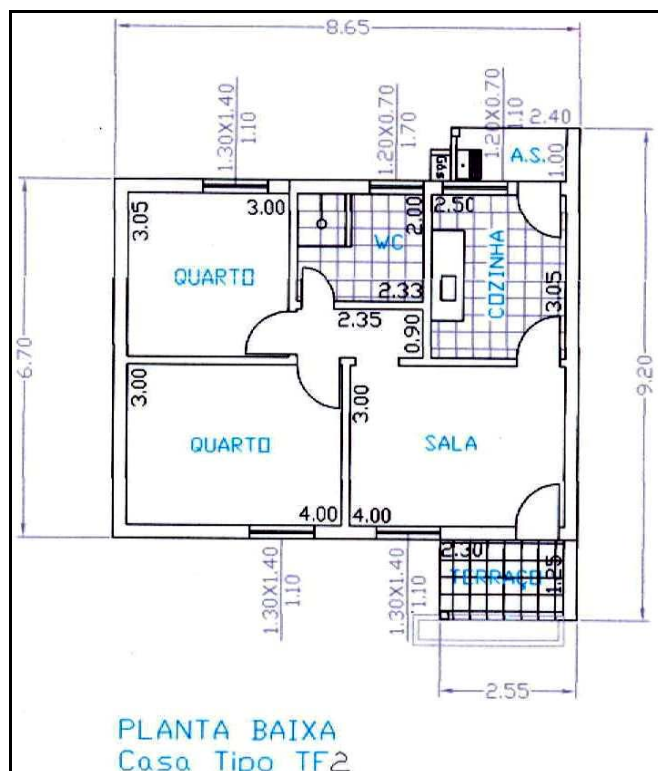 8.65
1.30X1.40
1.10
1.20X0.70
1.70
1.20X0.70
1.10
2.40
A.S.
1.00
GAS
3.05
3.00
2.00
WC
2.50
QUARTO
2.33
COZINHA
3.05
2.35
0.90
6.70
9.20
3.00
3.00
QUARTO
SALA
4.00
4.00
2.30
TERRAÇO
1.25
1.30X1.40
1.10
1.30X1.40
1.10
2.55
PLANTA BAIXA
Casa Tipo TF2